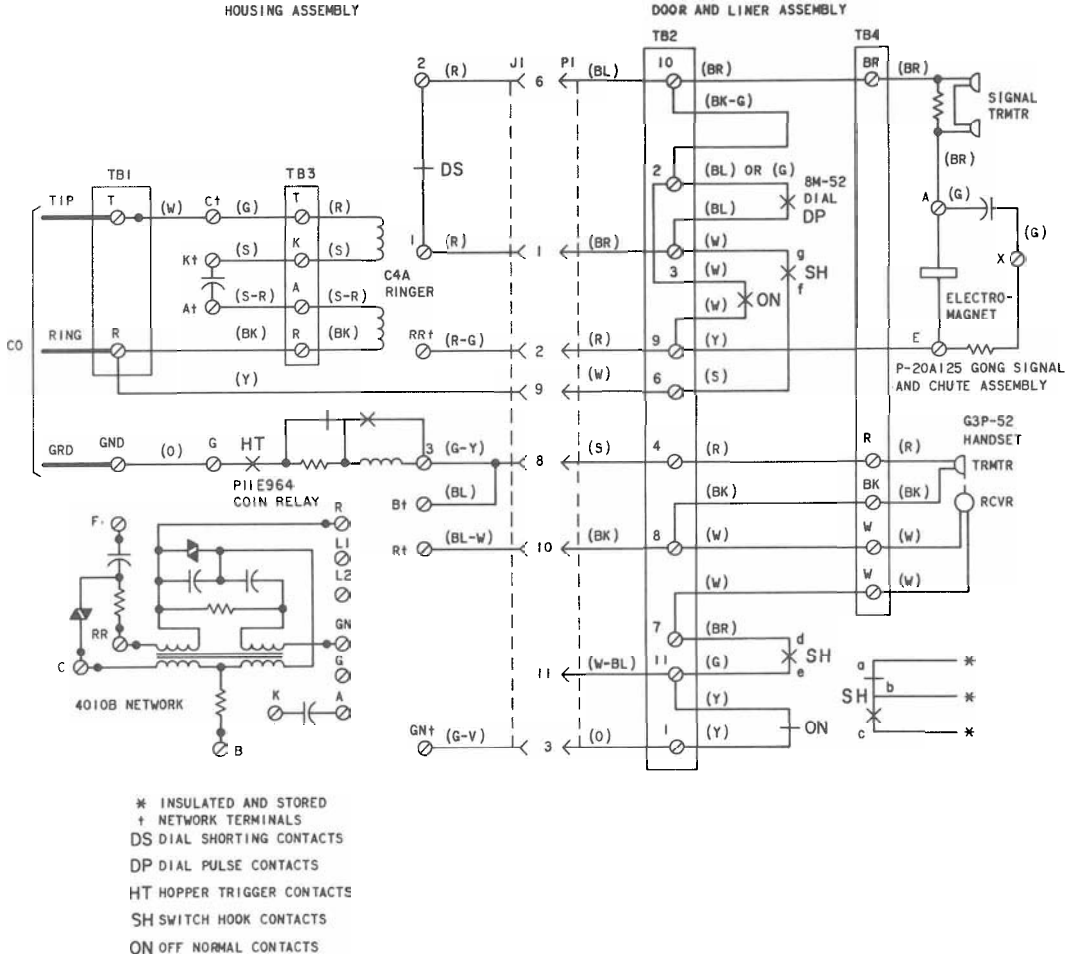 HOUSING ASSEMBLY
DOOR AND LINER ASSEMBLY
TB2
TB4
2
(R)
J1
6
P1
(BL)
10
(BR)
BR
(BR)
SIGNAL
TRMTR
(BK-G)
DS
(BR)
2
(BL) OR (G)
8M-52
DIAL
DP
(BL)
TB1
TB3
TIP
T
(W)
C†
(G)
T
(R)
A
(G)
(G)
X
K†
(S)
K
(S)
1
(R)
1
(BR)
3
(W)
g
SH
f
(W)
ON
(W)
C4A
RINGER
A†
(S-R)
A
(S-R)
ELECTRO-
MAGNET
CO
RING
R
(BK)
R
(BK)
RR†
(R-G)
2
(R)
9
(Y)
E
P-20A125 GONG SIGNAL
AND CHUTE ASSEMBLY
(Y)
9
(W)
6
(S)
GRD
GND
(O)
G
HT
P11E964
COIN RELAY
3
(G-Y)
8
(S)
4
(R)
R
(R)
G3P-52
HANDSET
TRMTR
B†
(BL)
(BK)
BK
(BK)
RCVR
R†
(BL-W)
10
(BK)
8
(W)
W
(W)
(W)
W
(W)
F
R
L1
L2
RR
GN
C
G
K
A
B
4010B NETWORK
7
(BR)
d
SH
e
11
(W-BL)
11
(G)
(Y)
ON
GN†
(G-V)
3
(O)
1
(Y)
a
SH
b
c
*
*
*
* INSULATED AND STORED
† NETWORK TERMINALS
DS DIAL SHORTING CONTACTS
DP DIAL PULSE CONTACTS
HT HOPPER TRIGGER CONTACTS
SH SWITCH HOOK CONTACTS
ON OFF NORMAL CONTACTS